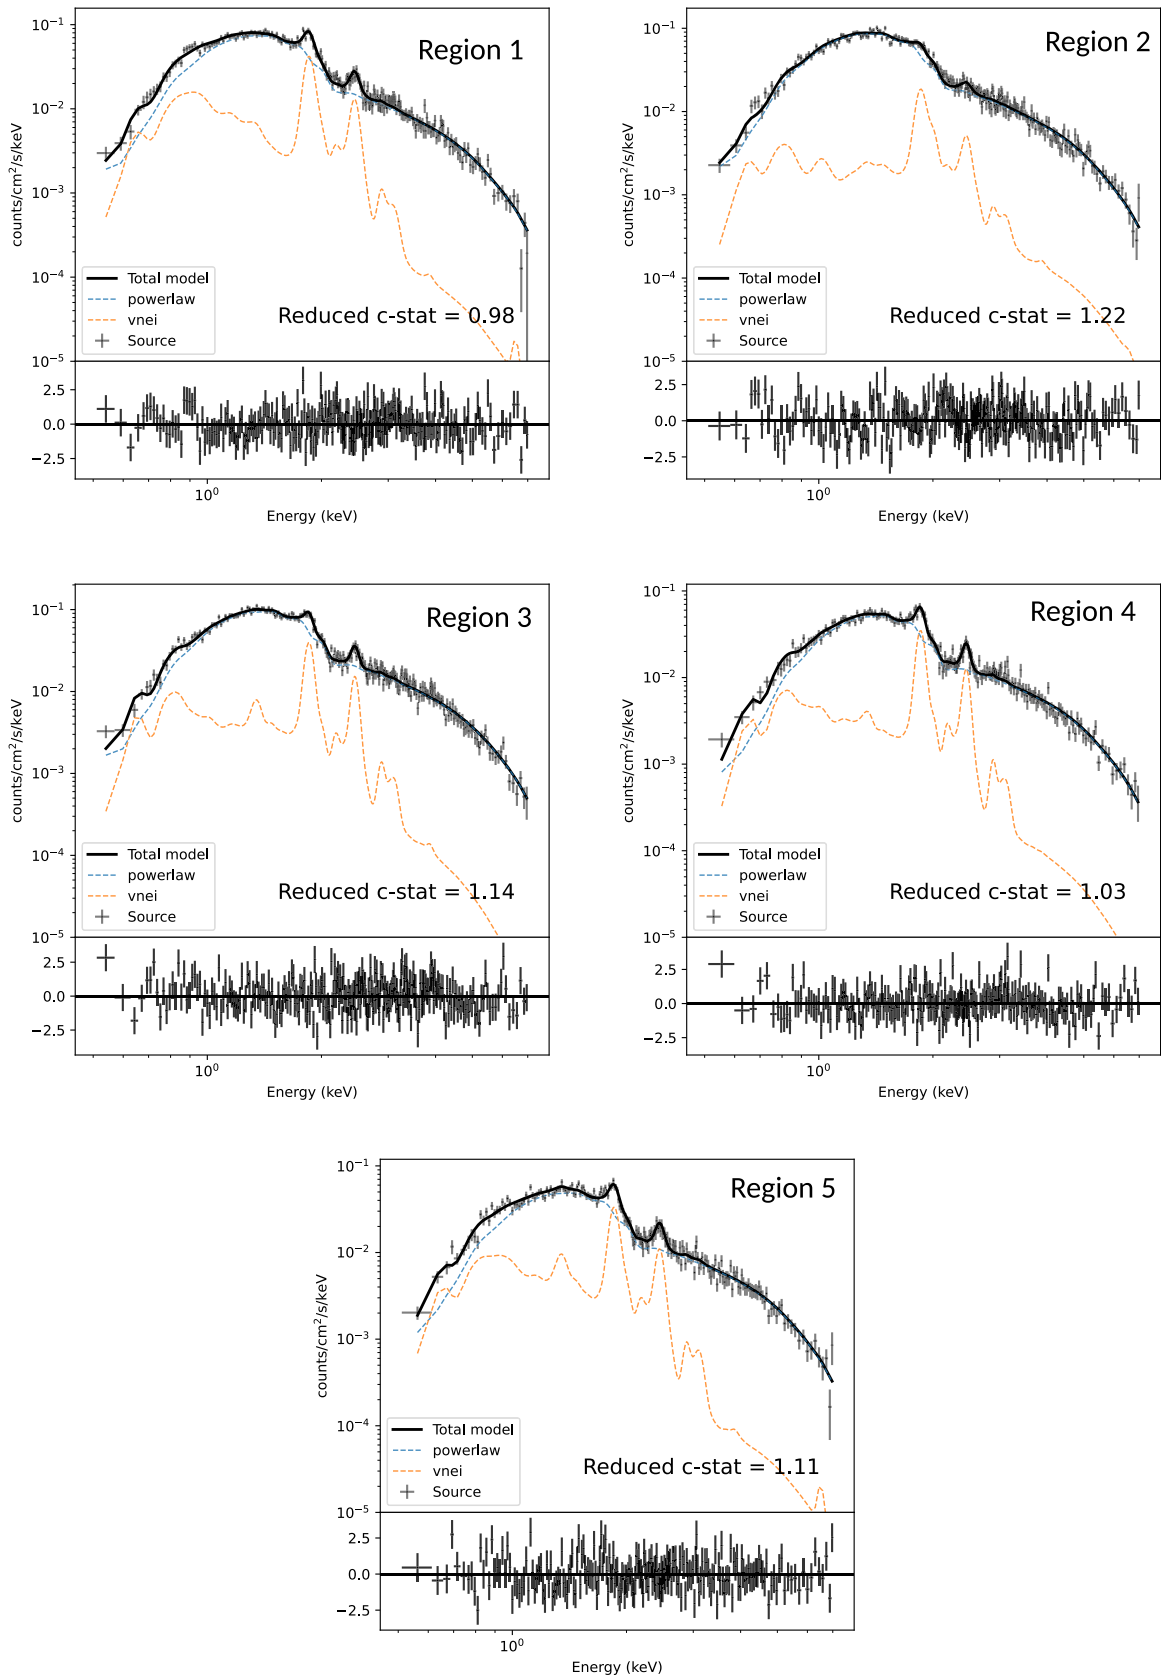 Region 1
counts/cm²/s/keV
10⁻¹
10⁻²
10⁻³
10⁻⁴
10⁻⁵
Total model
powerlaw
vnei
Source
Reduced c-stat = 0.98
2.5
0.0
−2.5
10⁰
Energy (keV)
Region 2
counts/cm²/s/keV
10⁻¹
10⁻²
10⁻³
10⁻⁴
10⁻⁵
Total model
powerlaw
vnei
Source
Reduced c-stat = 1.22
2.5
0.0
−2.5
10⁰
Energy (keV)
Region 3
counts/cm²/s/keV
10⁻¹
10⁻²
10⁻³
10⁻⁴
10⁻⁵
Total model
powerlaw
vnei
Source
Reduced c-stat = 1.14
2.5
0.0
−2.5
10⁰
Energy (keV)
Region 4
counts/cm²/s/keV
10⁻¹
10⁻²
10⁻³
10⁻⁴
10⁻⁵
Total model
powerlaw
vnei
Source
Reduced c-stat = 1.03
2.5
0.0
−2.5
10⁰
Energy (keV)
Region 5
counts/cm²/s/keV
10⁻¹
10⁻²
10⁻³
10⁻⁴
10⁻⁵
Total model
powerlaw
vnei
Source
Reduced c-stat = 1.11
2.5
0.0
−2.5
10⁰
Energy (keV)